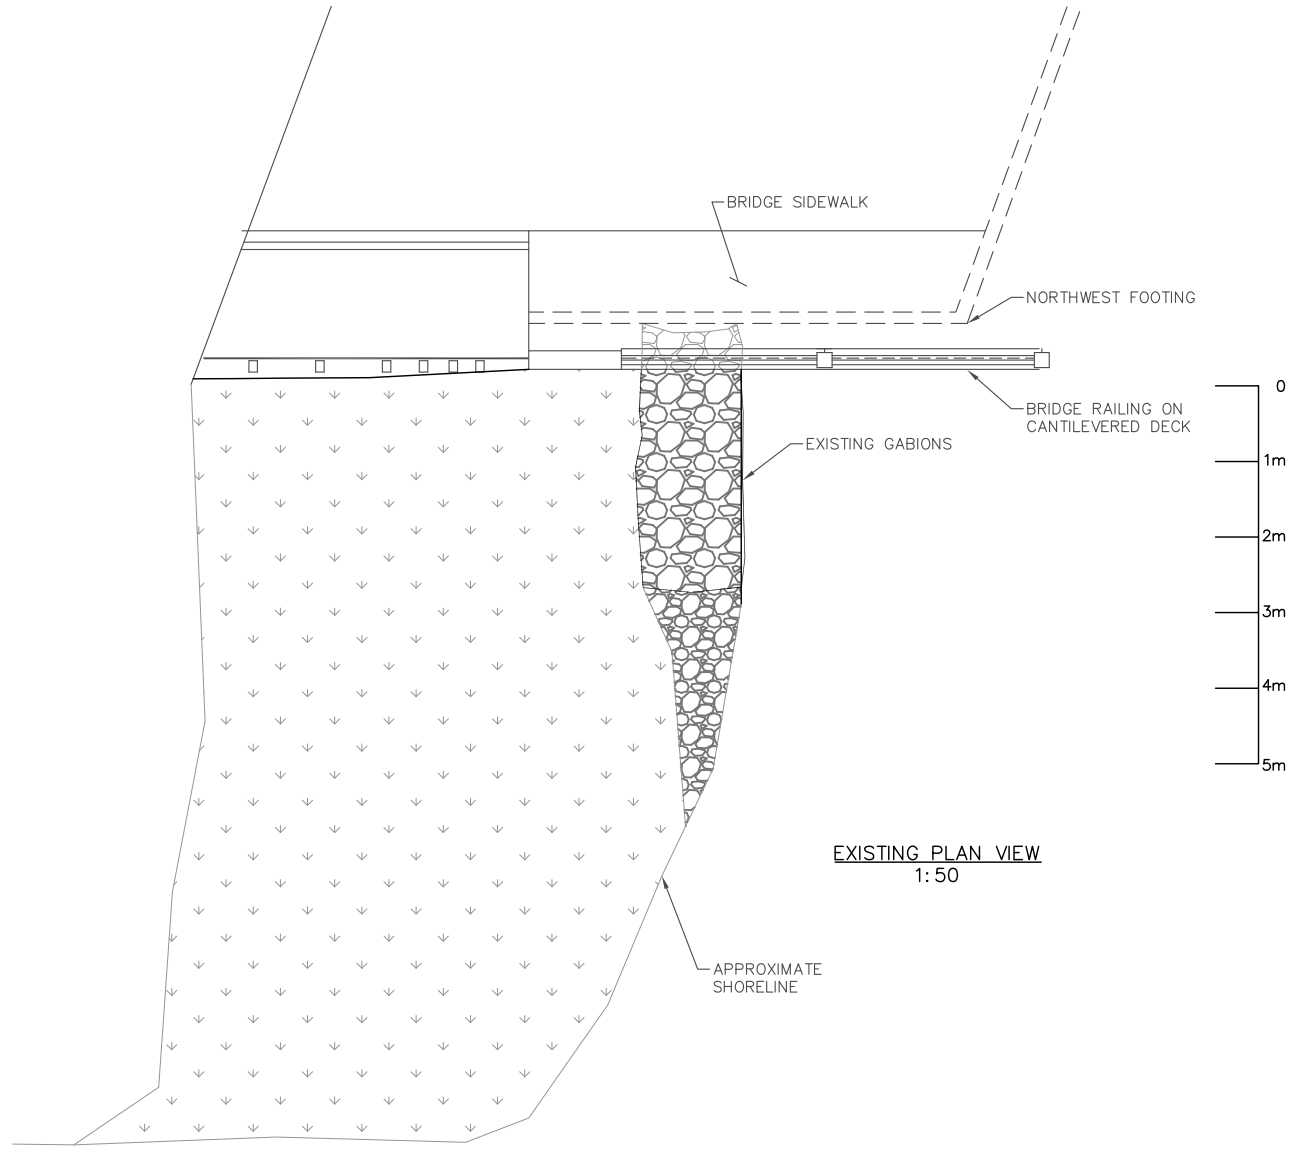 BRIDGE SIDEWALK
NORTHWEST FOOTING
BRIDGE RAILING ON
CANTILEVERED DECK
EXISTING GABIONS
0
1m
2m
3m
4m
5m
EXISTING PLAN VIEW
1:50
APPROXIMATE
SHORELINE